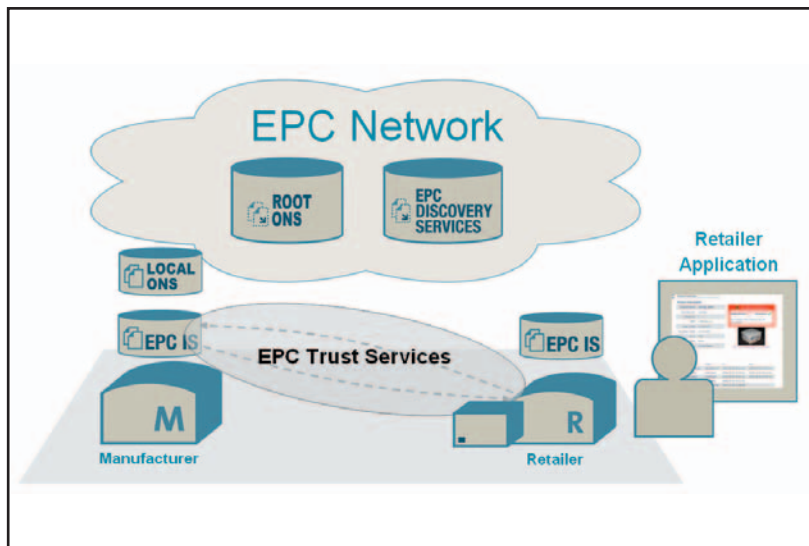 EPC Network
ROOT
ONS
EPC
DISCOVERY
SERVICES
LOCAL
ONS
Retailer
Application
EPC IS
EPC Trust Services
EPC IS
M
R
Manufacturer
Retailer